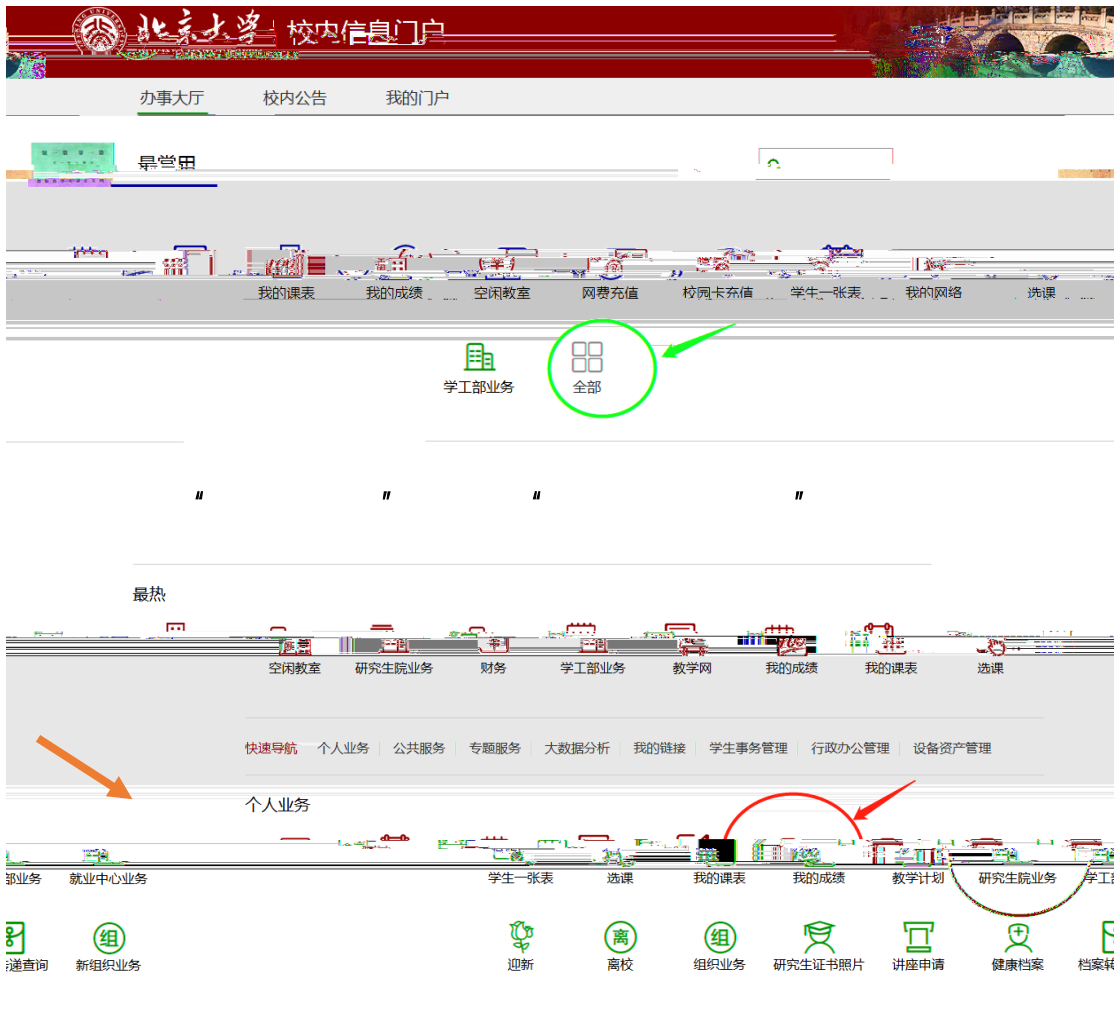 北京大学 校内信息门户
办事大厅 校内公告 我的门户
最常用
我的课表 我的成绩 空闲教室 网费充值 校园卡充值 学生一张表 我的网络 选课
学工部业务 全部
“ ” “ ”
最热
空闲教室 研究生院业务 财务 学工部业务 教学网 我的成绩 我的课表 选课
快速导航 个人业务 公共服务 专题服务 大数据分析 我的链接 学生事务管理 行政办公管理 设备资产管理
个人业务
部业务 就业中心业务 学生一张表 选课 我的课表 我的成绩 教学计划 研究生院业务 学工
组 离 组
递查询 新组织业务 迎新 离校 组织业务 研究生证书照片 讲座申请 健康档案 档案转